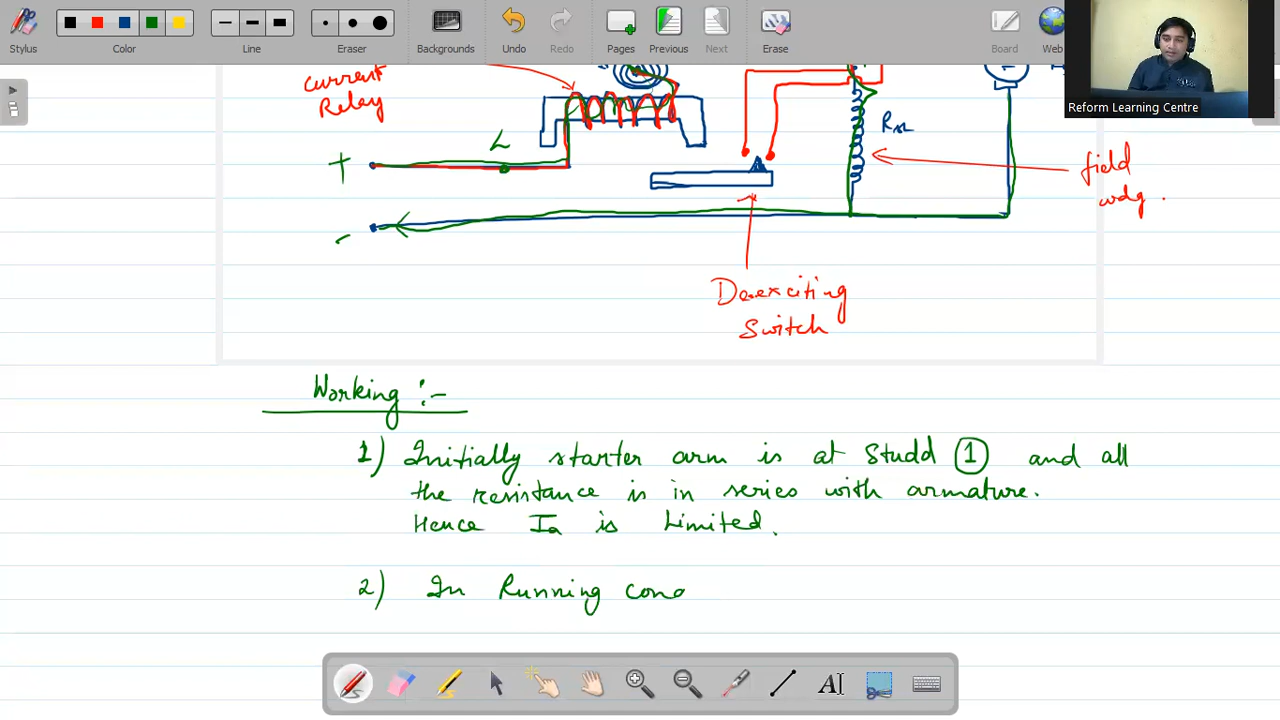 Stylus
Color
Line
Eraser
Backgrounds
Undo
Redo
Pages
Previous
Next
Erase
Board
Web
Reform Learning Centre
current
Relay
L
+
-
field
wdg.
De-exciting
Switch
Working :-
1) Initially starter arm is at Studd 1 and all
the resistance is in series with armature.
Hence Ia is Limited.
2) In Running cono